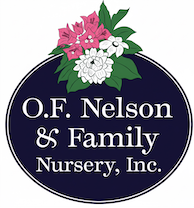 O.F. Nelson
& Family
Nursery, Inc.